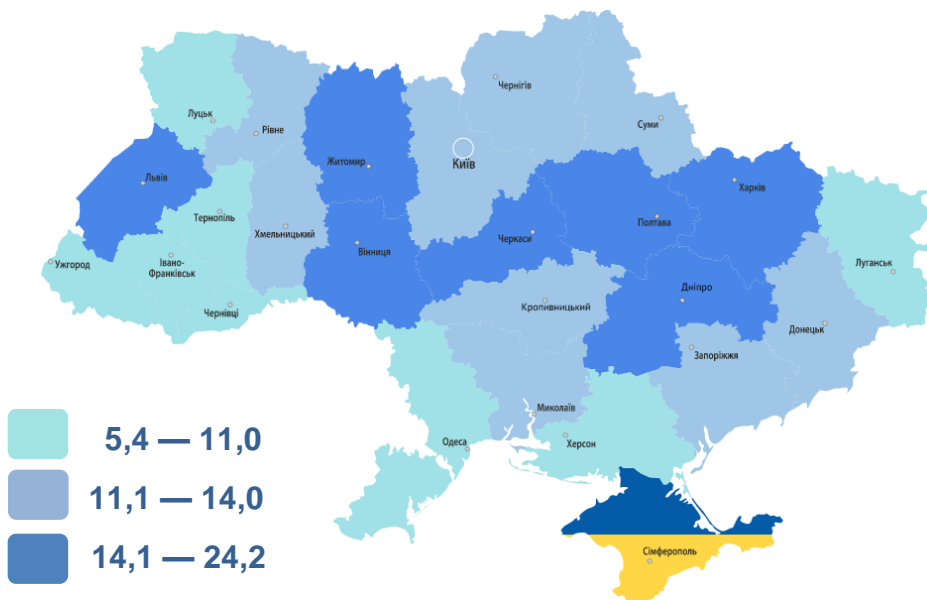 Чернігів
Луцьк
Рівне
Суми
Київ
Житомир
Львів
Харків
Тернопіль
Полтава
Хмельницький
Черкаси
Вінниця
Ужгород
Івано-
Франківськ
Луганськ
Дніпро
Чернівці
Кропивницький
Донецьк
Запоріжжя
Миколаїв
Одеса
Херсон
Сімферополь
5,4 — 11,0
11,1 — 14,0
14,1 — 24,2